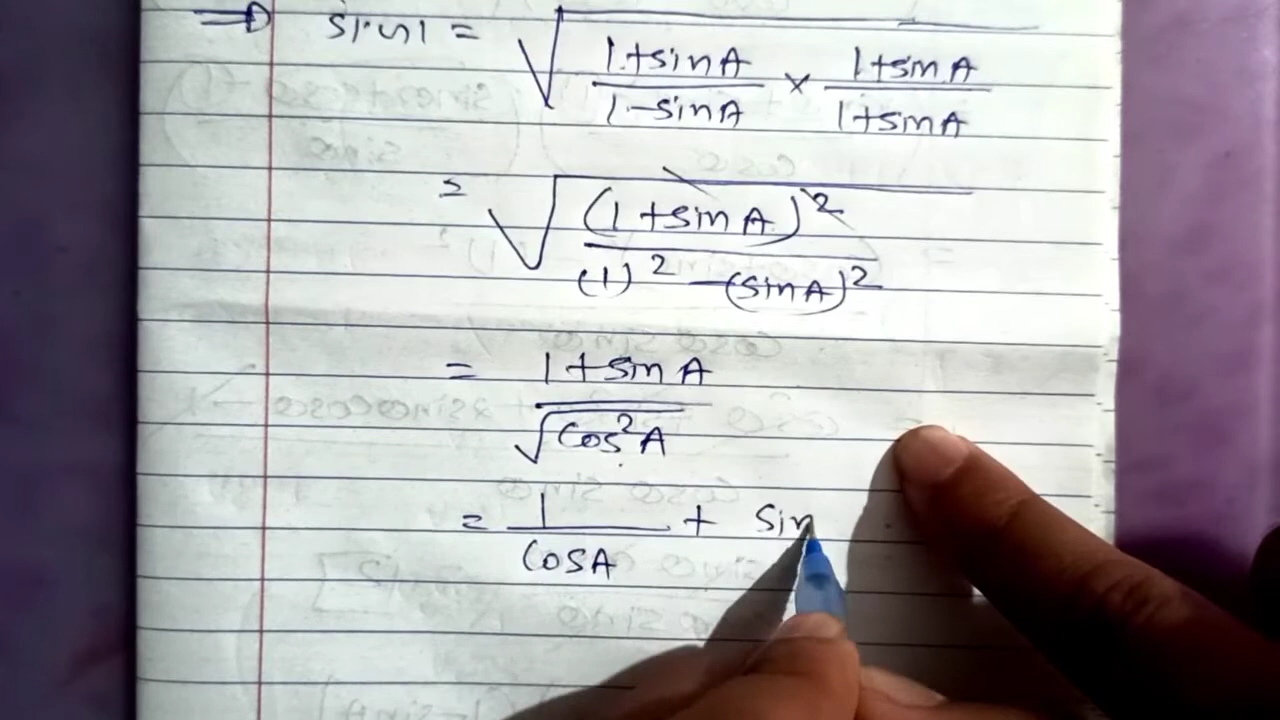 ⇒ = √((1+sinA)/(1-sinA) × (1+sinA)/(1+sinA))
= √((1+sinA)²/((1)²-(sinA)²))
= (1+sinA)/√(cos²A)
= 1/cosA + sin